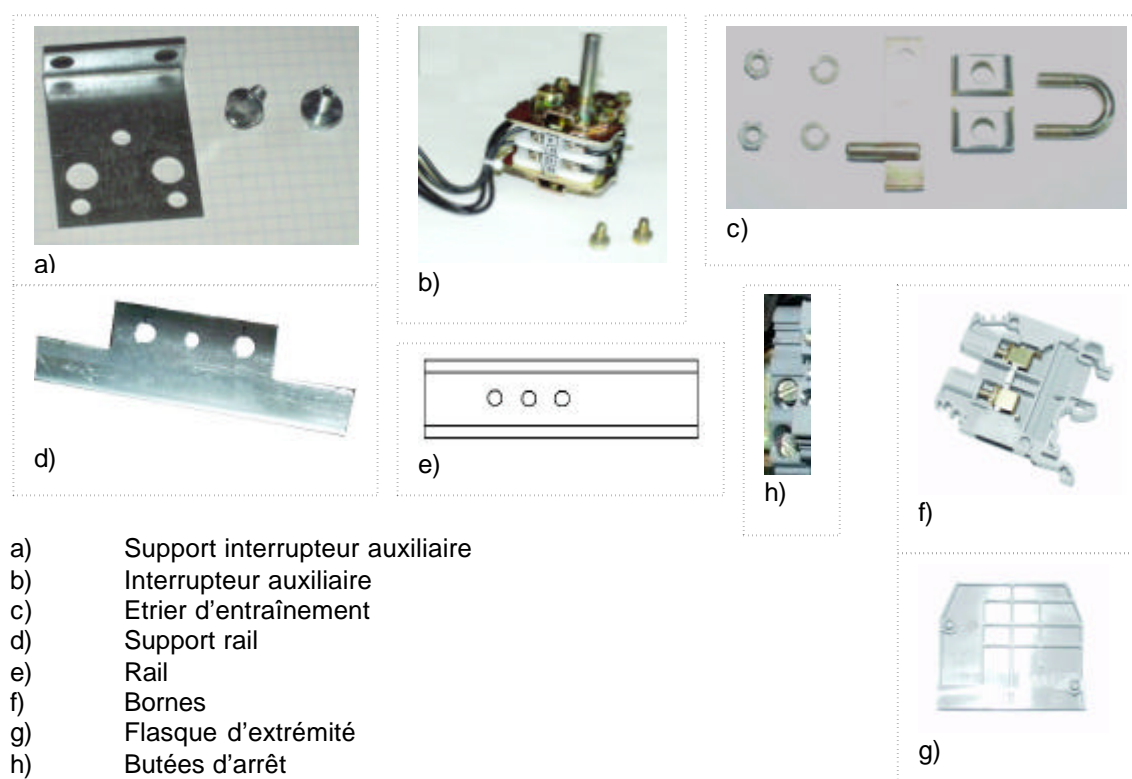 a)
b)
c)
d)
e)
h)
f)
g)
a) Support interrupteur auxiliaire
b) Interrupteur auxiliaire
c) Etrier d'entraînement
d) Support rail
e) Rail
f) Bornes
g) Flasque d'extrémité
h) Butées d'arrêt